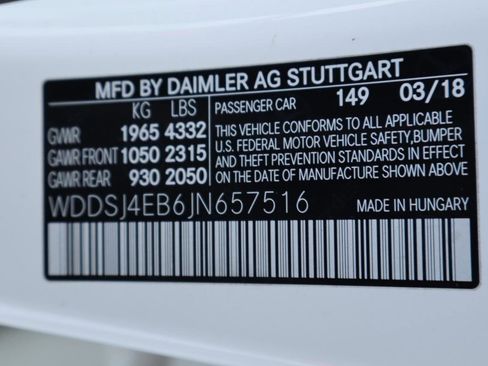 MFD BY DAIMLER AG STUTTGART
KG LBS
GVWR 1965 4332
GAWR FRONT 1050 2315
GAWR REAR 930 2050
PASSENGER CAR 149 03/18
THIS VEHICLE CONFORMS TO ALL APPLICABLE
U.S. FEDERAL MOTOR VEHICLE SAFETY, BUMPER
AND THEFT PREVENTION STANDARDS IN EFFECT
ON THE DATE OF MANUFACTURE SHOWN ABOVE
WDDSJ4EB6JN657516
MADE IN HUNGARY